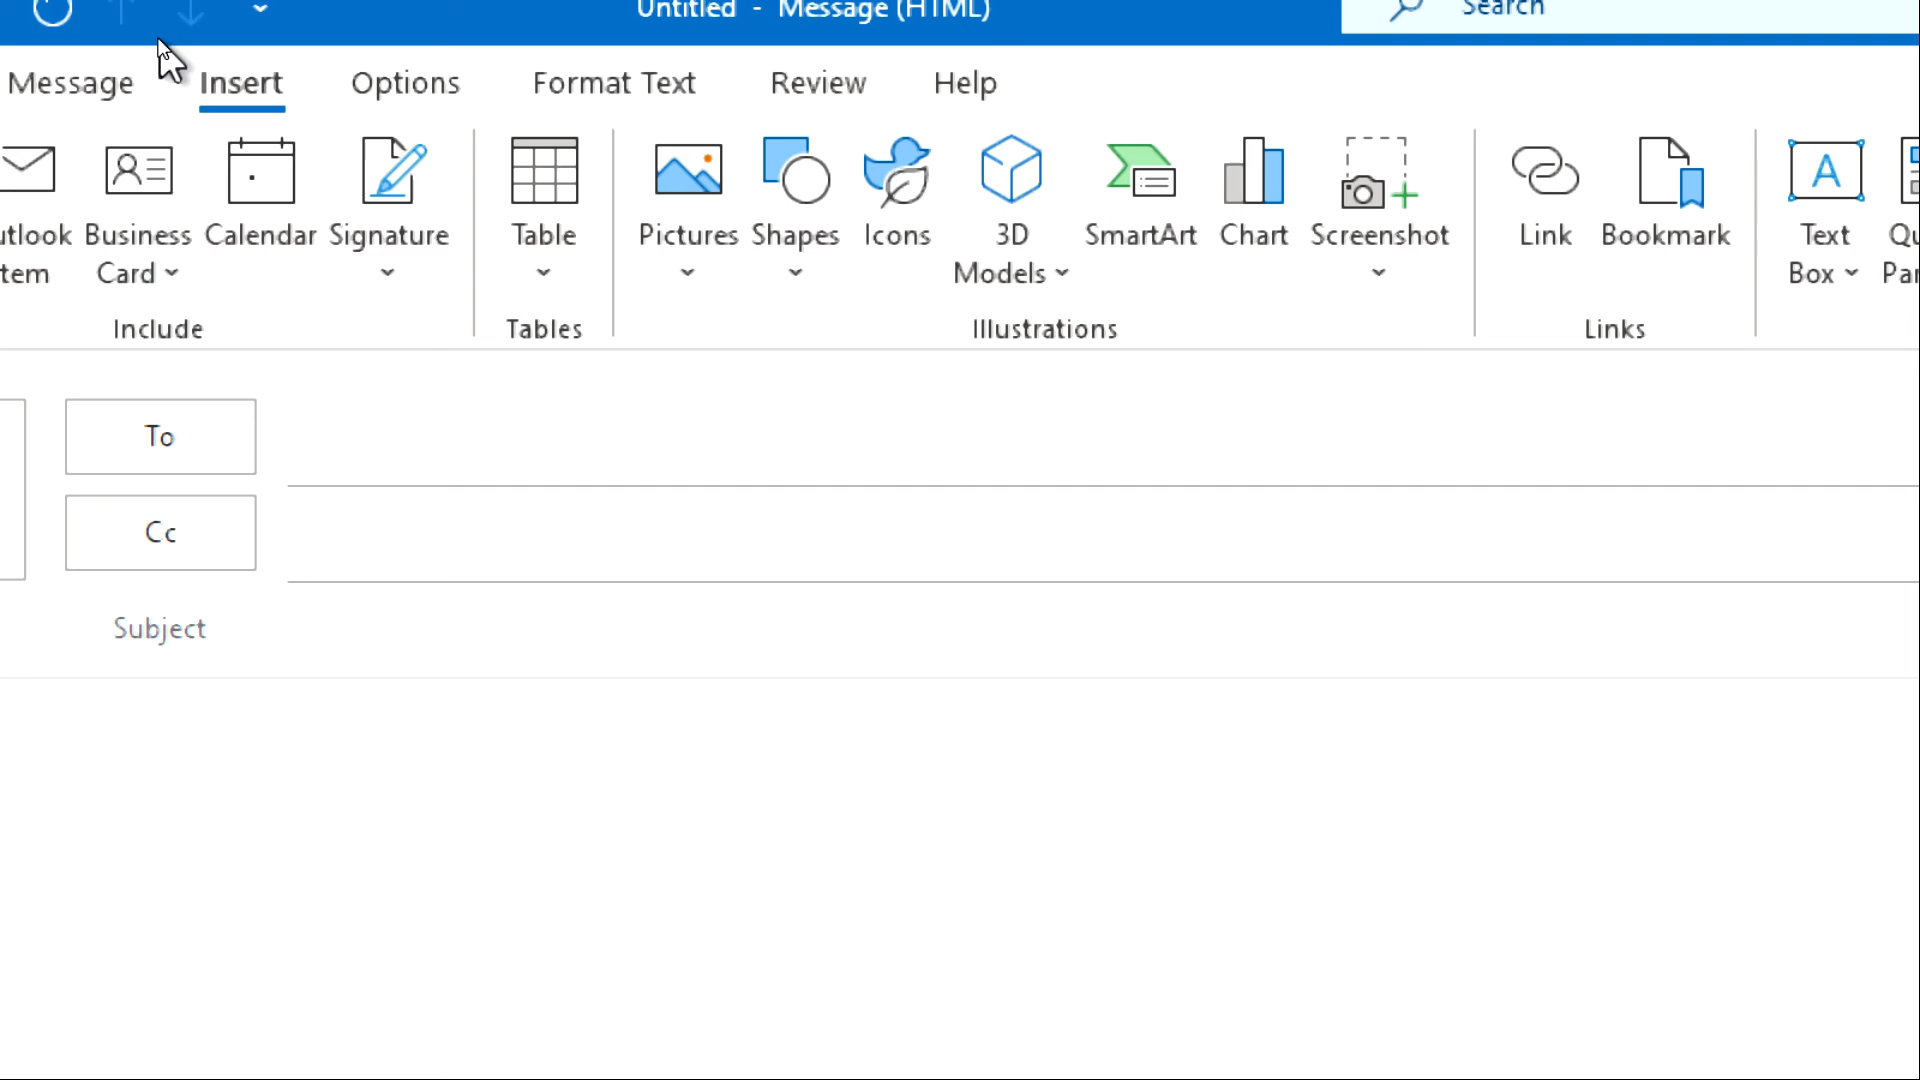 Untitled - Message (HTML)
Search
Message Insert Options Format Text Review Help
Business Card
Calendar
Signature
Table
Pictures
Shapes
Icons
3D Models
SmartArt
Chart
Screenshot
Link
Bookmark
A
Text Box
Include
Tables
Illustrations
Links
To
Cc
Subject